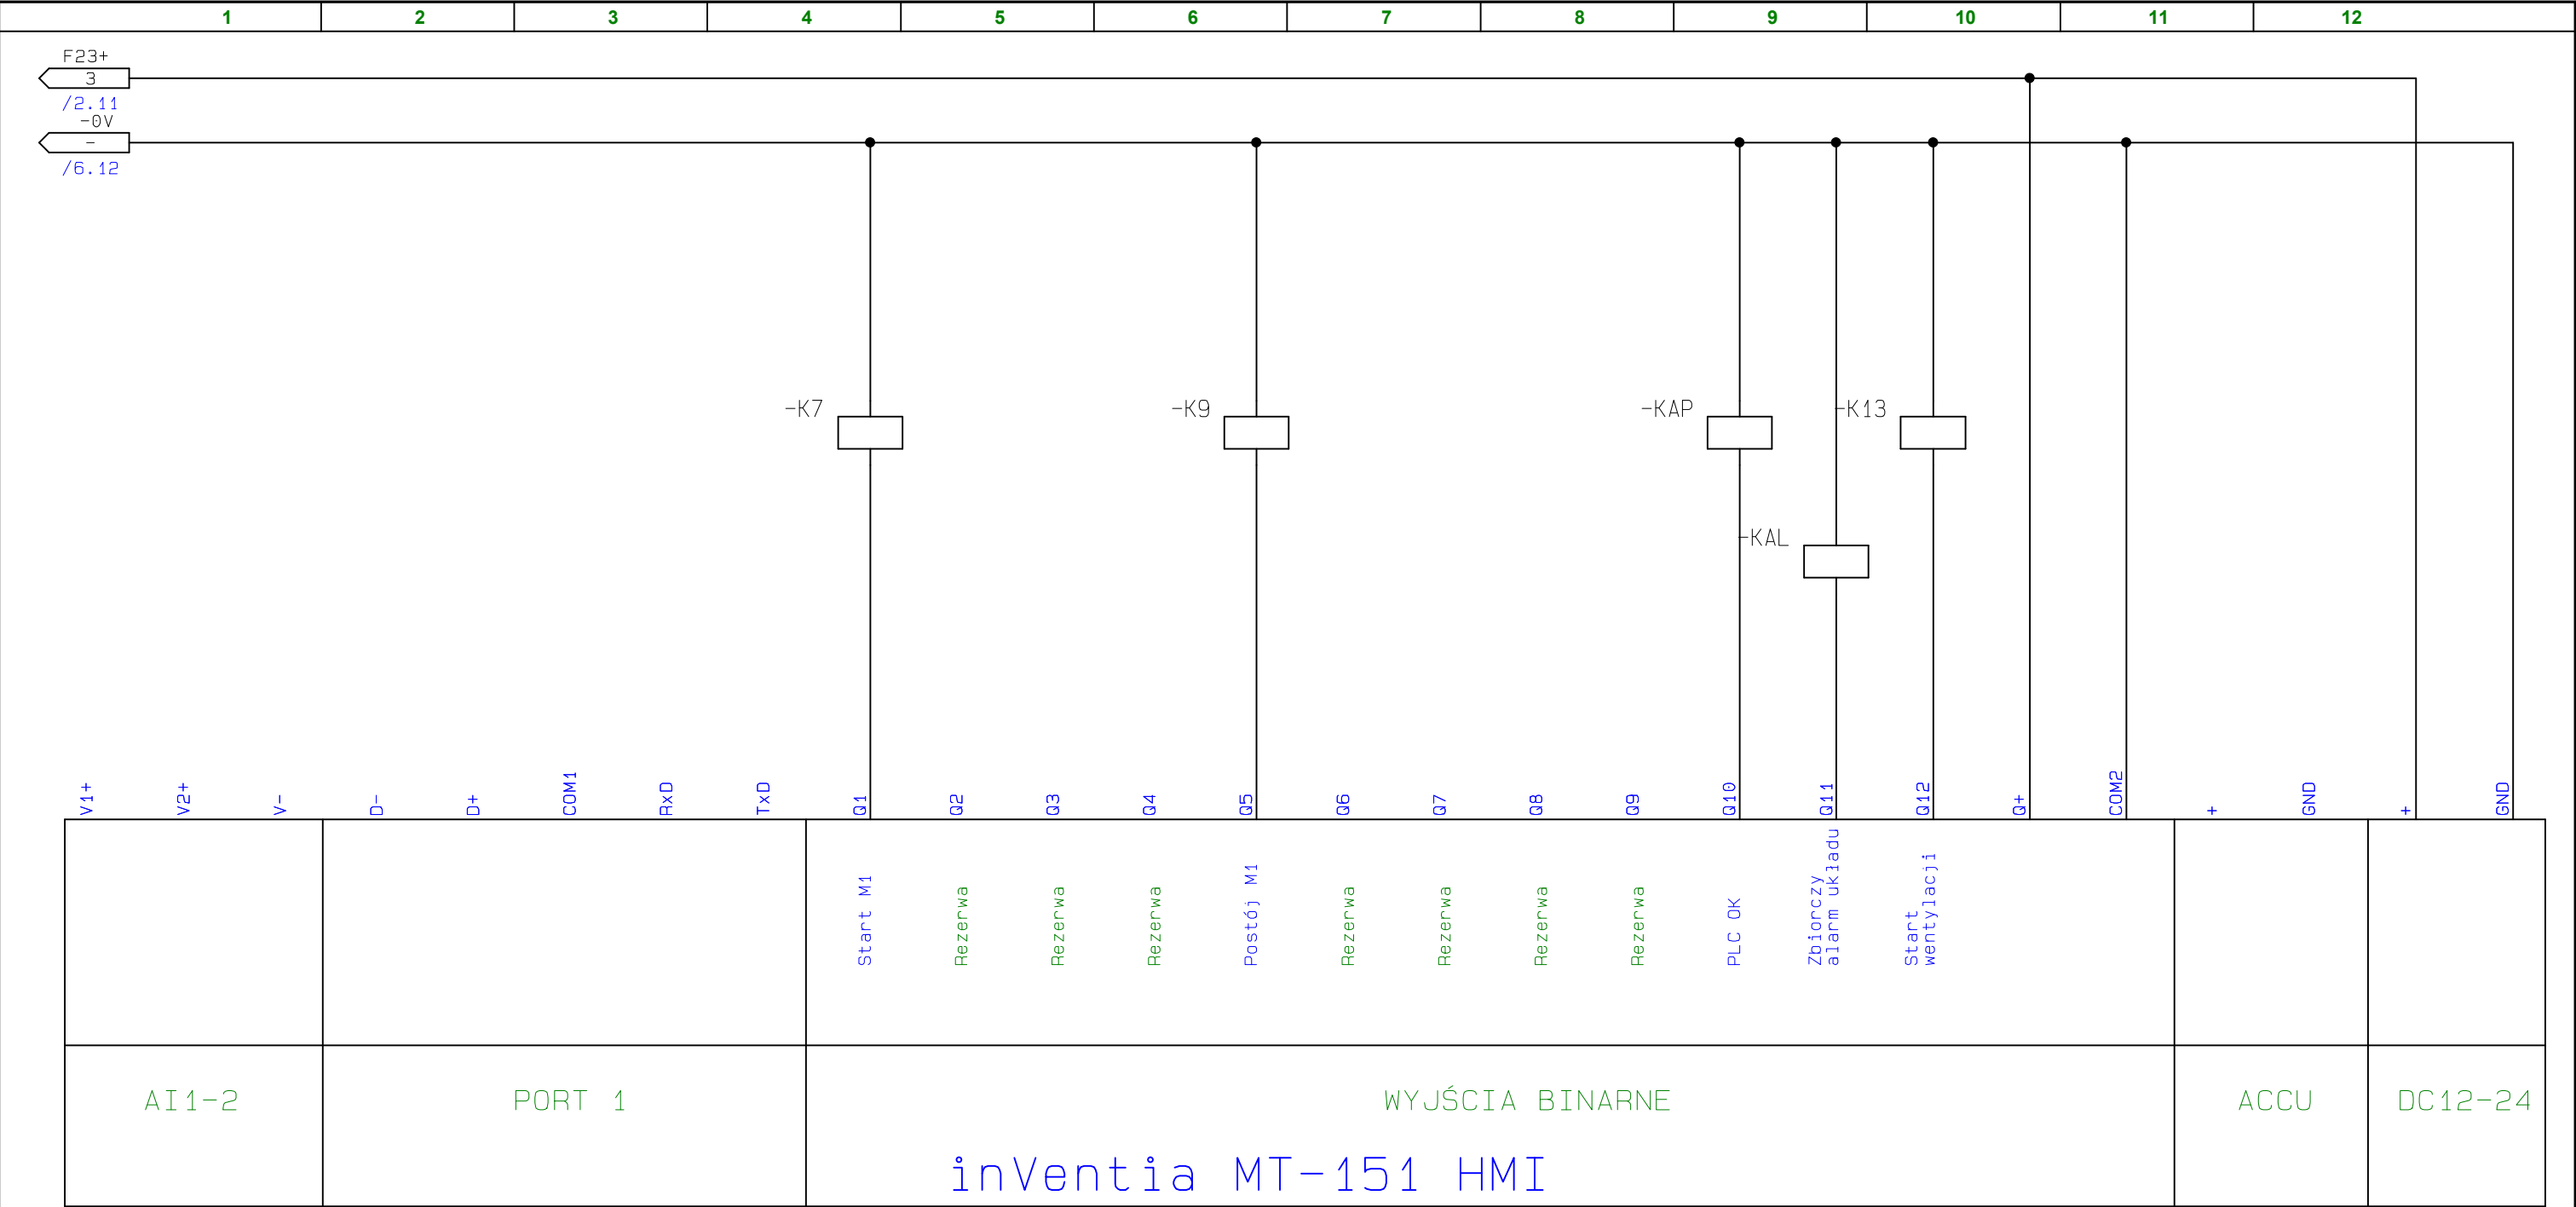 1 2 3 4 5 6 7 8 9 10 11 12
F23+
3
/2.11
-0V
-
/6.12
-K7
-K9
-KAP
-K13
-KAL
V1+ V2+ V- D- D+ COM1 RxD TxD Q1 Q2 Q3 Q4 Q5 Q6 Q7 Q8 Q9 Q10 Q11 Q12 Q+ COM2 + GND + GND
Start M1
Rezerwa
Rezerwa
Rezerwa
Postój M1
Rezerwa
Rezerwa
Rezerwa
Rezerwa
PLC OK
Zbiorczy
alarm układu
Start
wentylacji
AI1-2
PORT 1
WYJŚCIA BINARNE
ACCU
DC12-24
inVentia MT-151 HMI